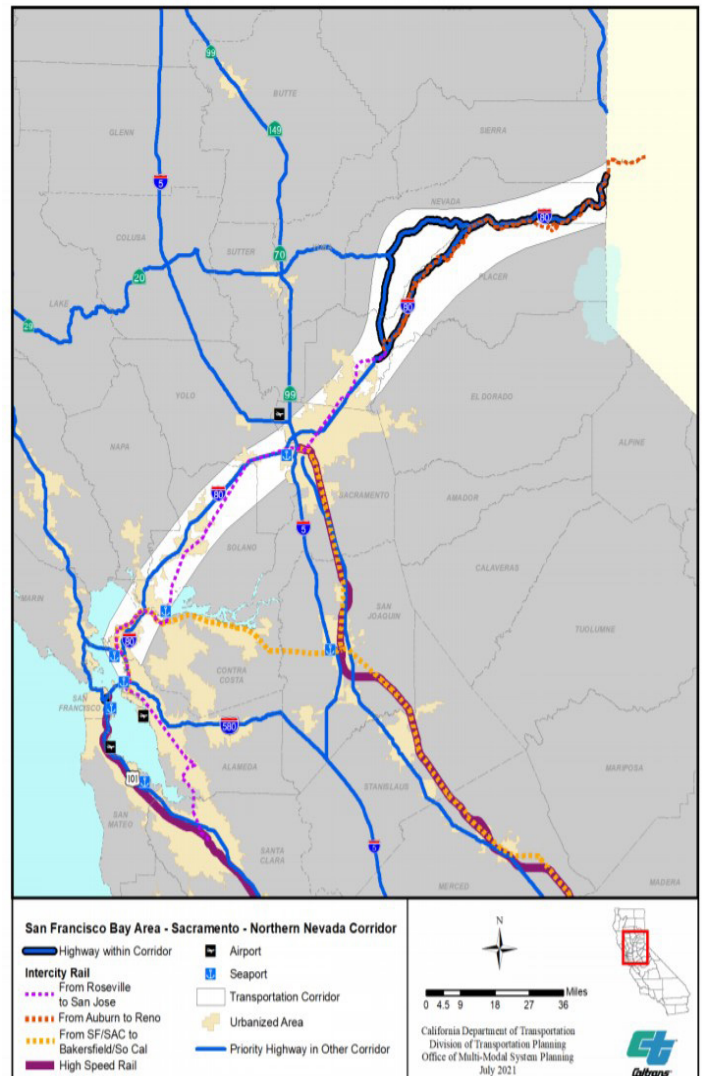 99
BUTTE
149
GLENN
SIERRA
5
NEVADA
80
COLUSA
SUTTER
70
PLACER
20
LAKE
80
29
99
YOLO
EL DORADO
NAPA
ALPINE
80
SACRAMENTO
AMADOR
5
SOLANO
CALAVERAS
MARIN
SAN
JOAQUIN
TUOLUMNE
80
CONTRA
COSTA
SAN
FRANCISCO
580
ALAMEDA
STANISLAUS
MARIPOSA
101
SAN
MATEO
SANTA
CLARA
5
MERCED
MADERA
San Francisco Bay Area - Sacramento - Northern Nevada Corridor
Highway within Corridor
Intercity Rail
From Roseville
to San Jose
From Auburn to Reno
From SF/SAC to
Bakersfield/So Cal
High Speed Rail
Airport
Seaport
Transportation Corridor
Urbanized Area
Priority Highway in Other Corridor
N
Miles
0 4.5 9 18 27 36
California Department of Transportation
Division of Transportation Planning
Office of Multi-Modal System Planning
July 2021
Caltrans